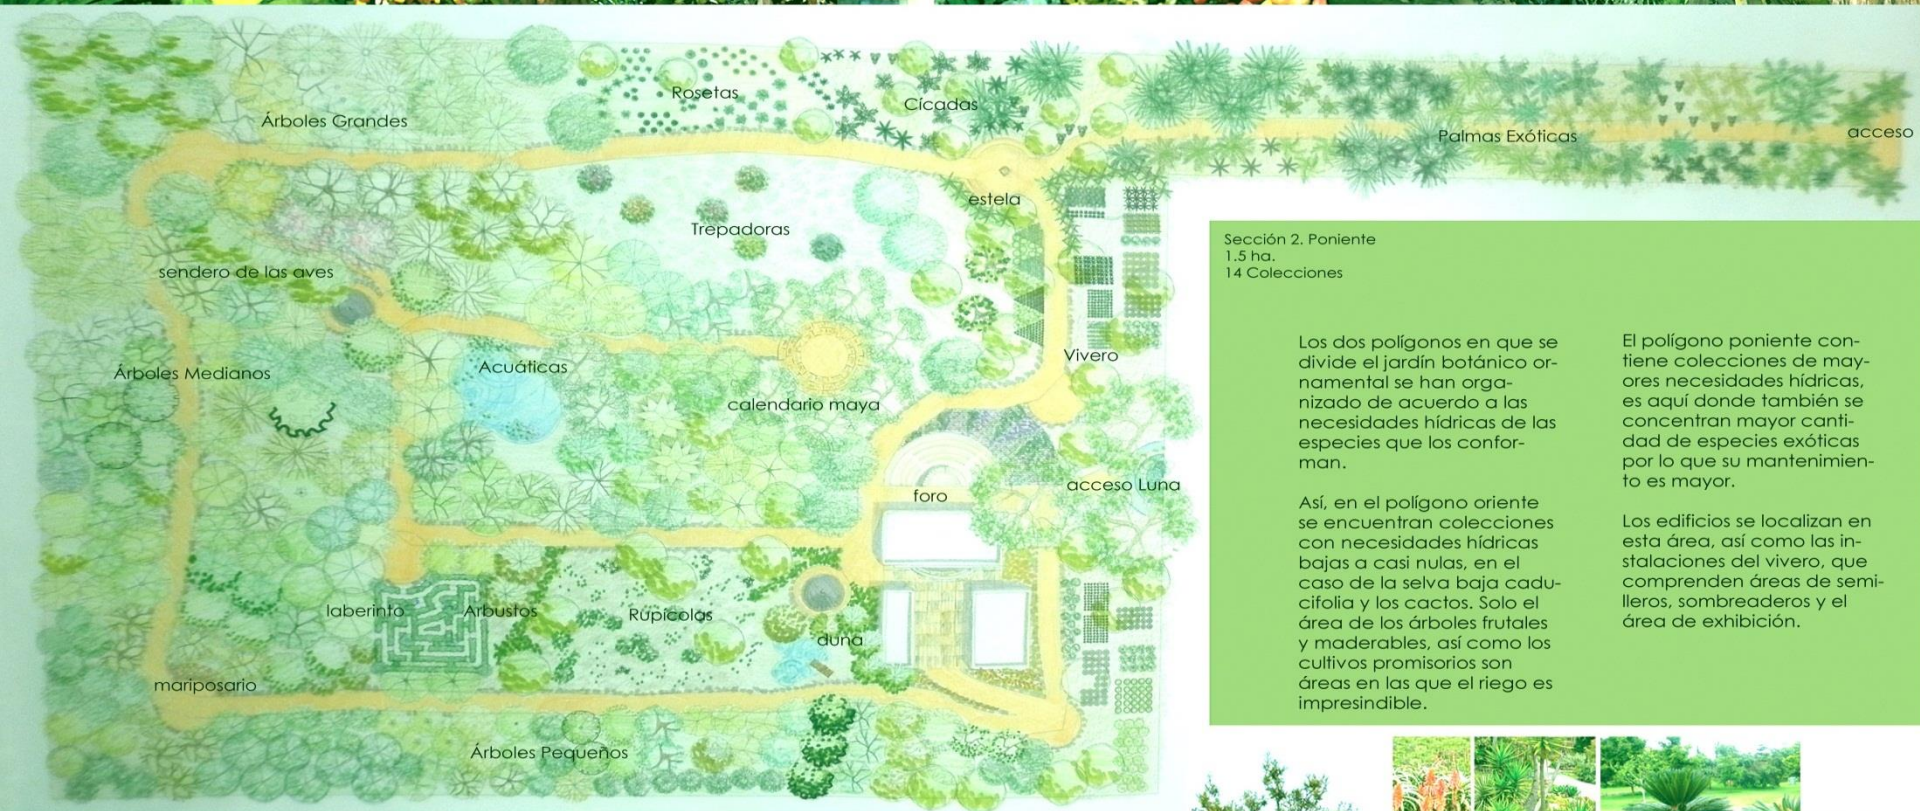 Rosetas
Cícadas
Árboles Grandes
Palmas Exóticas
acceso
estela
Trepadoras
sendero de las aves
Vivero
Acuáticas
Árboles Medianos
calendario maya
acceso Luna
foro
laberinto
Arbustos
Rupícolas
duna
mariposario
Árboles Pequeños
Sección 2. Poniente
1.5 ha.
14 Colecciones
Los dos polígonos en que se
divide el jardín botánico or-
namental se han orga-
nizado de acuerdo a las
necesidades hídricas de las
especies que los confor-
man.
Así, en el polígono oriente
se encuentran colecciones
con necesidades hídricas
bajas a casi nulas, en el
caso de la selva baja cadu-
cifolia y los cactos. Solo el
área de los árboles frutales
y maderables, así como los
cultivos promisorios son
áreas en las que el riego es
impresindible.
El polígono poniente con-
tiene colecciones de may-
ores necesidades hídricas,
es aquí donde también se
concentran mayor canti-
dad de especies exóticas
por lo que su mantenimien-
to es mayor.
Los edificios se localizan en
esta área, así como las in-
stalaciones del vivero, que
comprenden áreas de semi-
lleros, sombreaderos y el
área de exhibición.